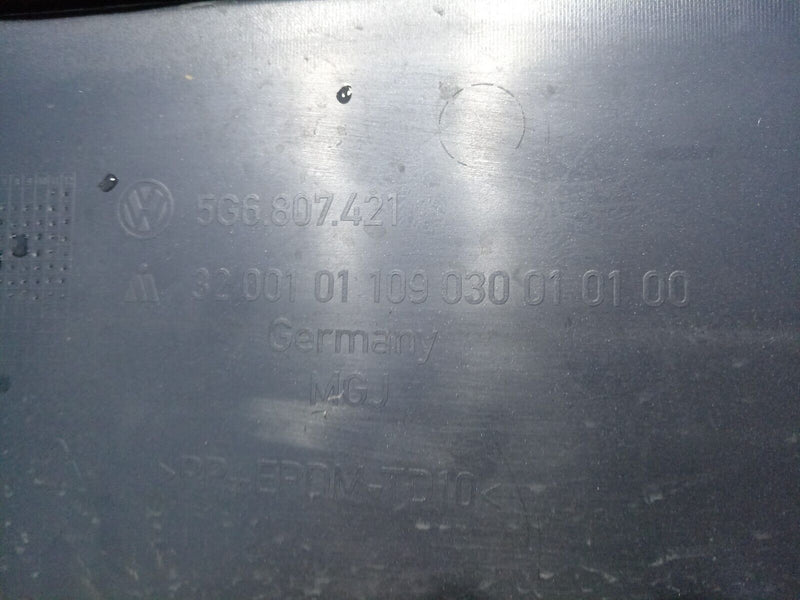 5G6.807.421
32 001 01 109 030 01 01 00
Germany
MGJ
>PP+EPDM-TD10<